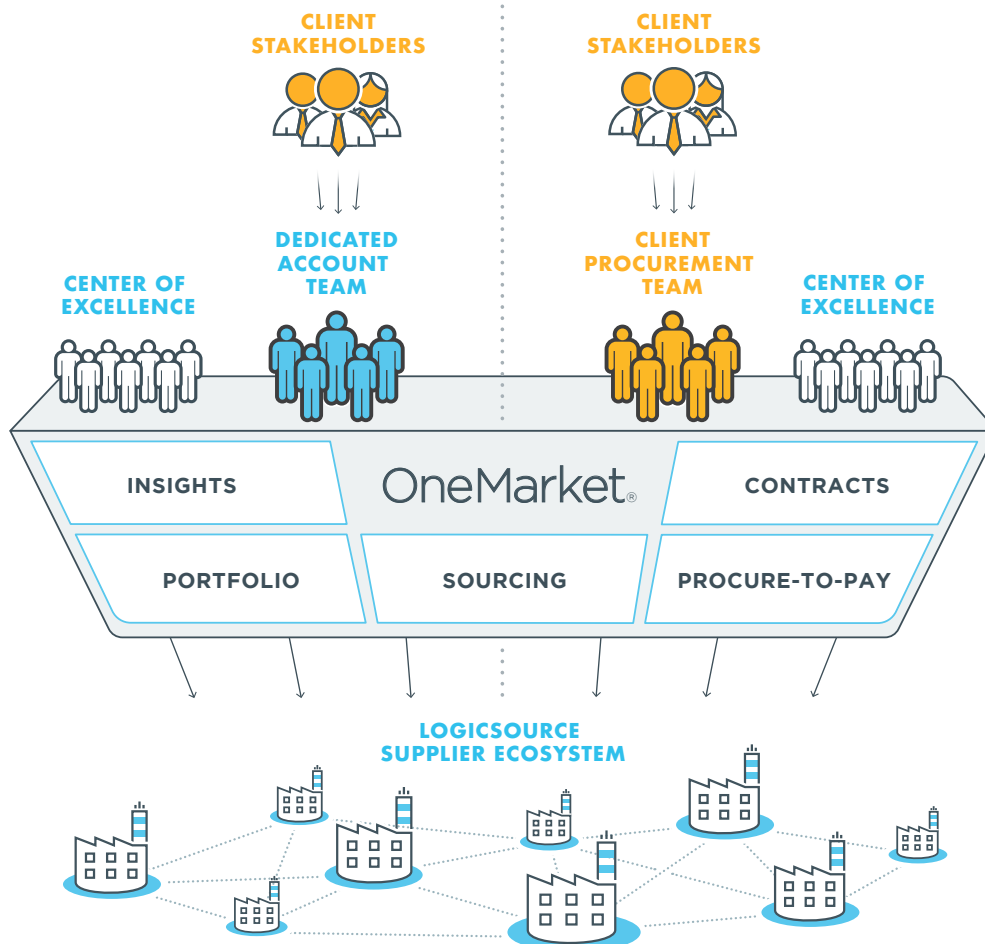 CLIENT
STAKEHOLDERS
CLIENT
STAKEHOLDERS
DEDICATED
ACCOUNT
TEAM
CLIENT
PROCUREMENT
TEAM
CENTER OF
EXCELLENCE
CENTER OF
EXCELLENCE
INSIGHTS
OneMarket®
CONTRACTS
PORTFOLIO
SOURCING
PROCURE-TO-PAY
LOGICSOURCE
SUPPLIER ECOSYSTEM